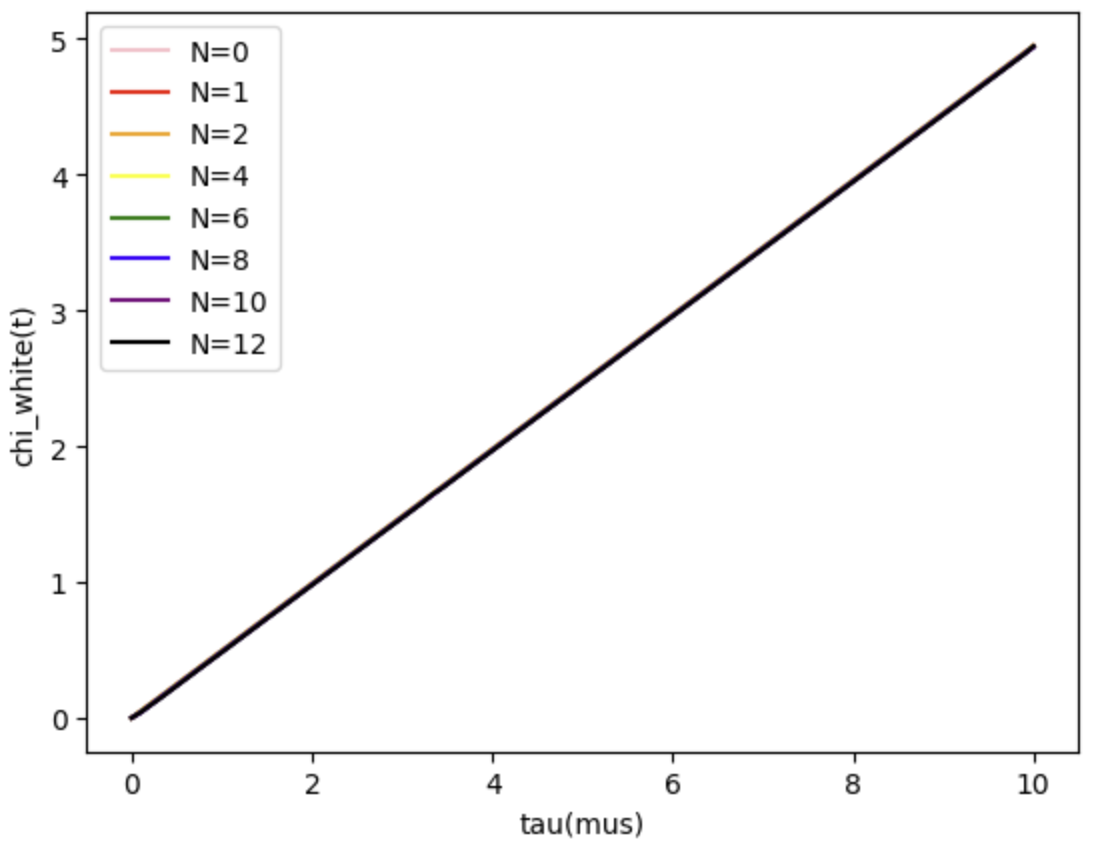 5
4
3
2
1
0
chi_white(t)
N=0
N=1
N=2
N=4
N=6
N=8
N=10
N=12
0 2 4 6 8 10
tau(mus)